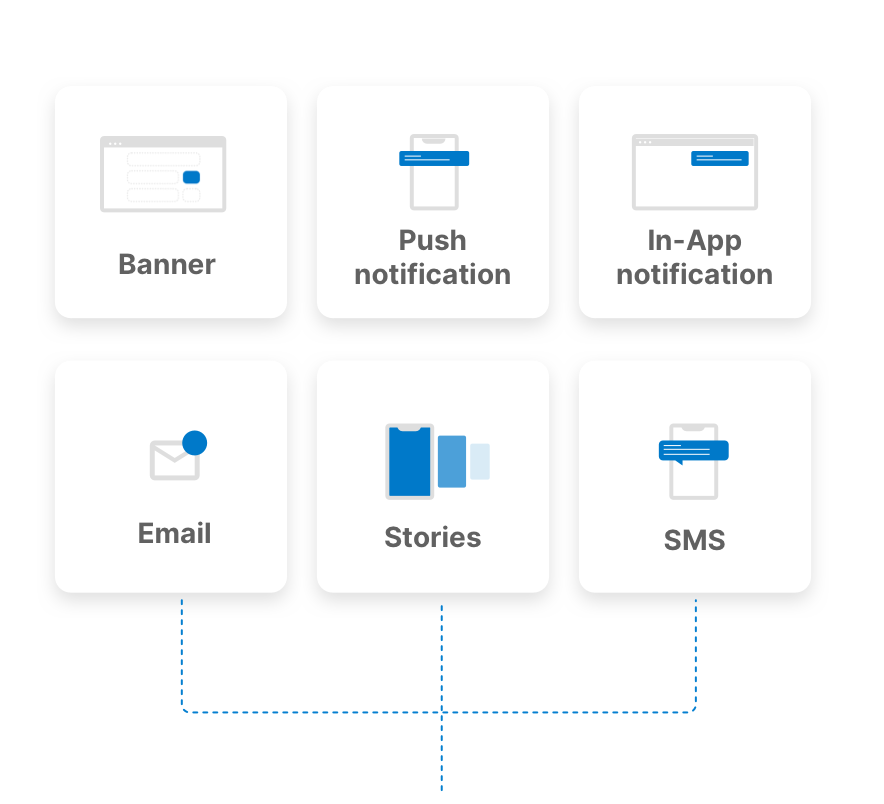 Banner
Push
notification
In-App
notification
Email
Stories
SMS